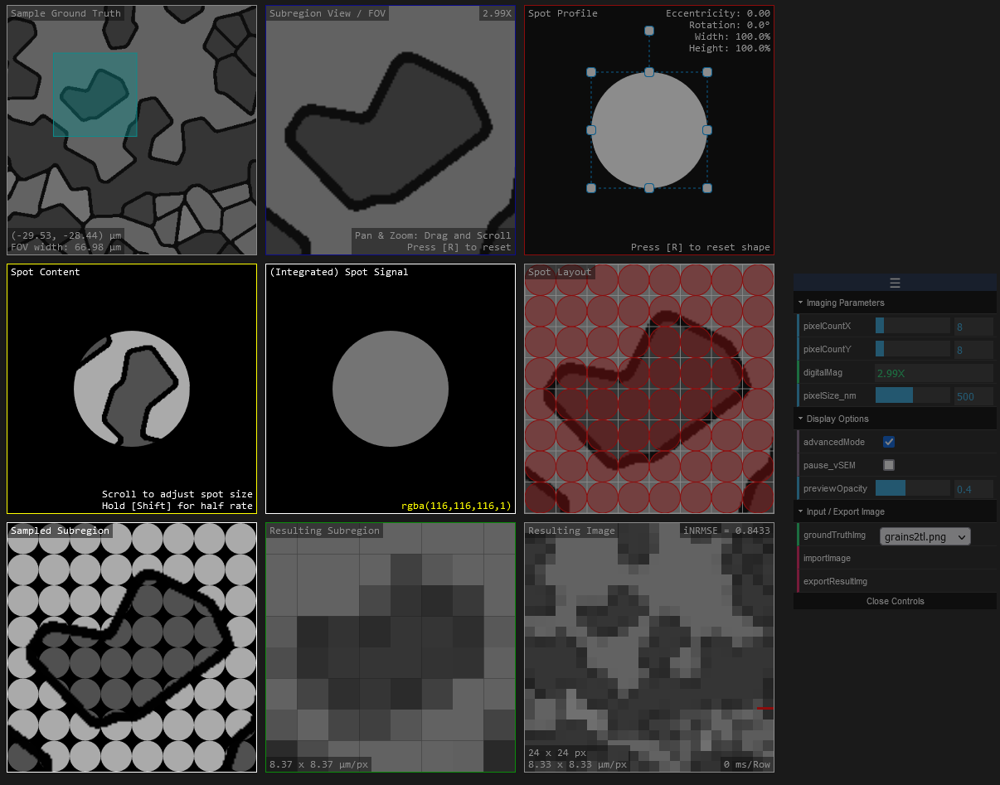 Sample Ground Truth
(-29.53, -28.44) µm
FOV width: 66.98 µm
Subregion View / FOV
2.99X
Pan & Zoom: Drag and Scroll
Press [R] to reset
Spot Profile
Eccentricity: 0.00
Rotation: 0.0°
Width: 100.0%
Height: 100.0%
Press [R] to reset shape
Spot Content
Scroll to adjust spot size
Hold [Shift] for half rate
(Integrated) Spot Signal
rgba(116,116,116,1)
Spot Layout
Sampled Subregion
Resulting Subregion
8.37 x 8.37 µm/px
Resulting Image
iNRMSE = 0.8433
24 x 24 px
8.33 x 8.33 µm/px
0 ms/Row
Imaging Parameters
pixelCountX
8
pixelCountY
8
digitalMag
2.99X
pixelSize_nm
500
Display Options
advancedMode
pause_vSEM
previewOpacity
0.4
Input / Export Image
groundTruthImg
grains2tl.png
importImage
exportResultImg
Close Controls